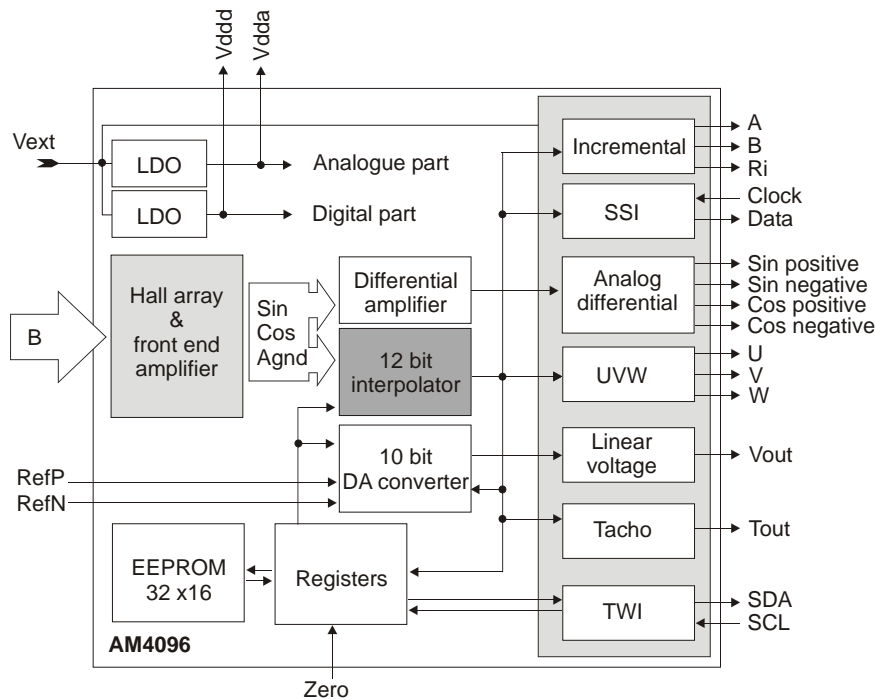 Vddd
Vdda
Vext
LDO
Analogue part
LDO
Digital part
Incremental
A
B
Ri
SSI
Clock
Data
B
Hall array
&
front end
amplifier
Sin
Cos
Agnd
Differential
amplifier
12 bit
interpolator
Analog
differential
Sin positive
Sin negative
Cos positive
Cos negative
UVW
U
V
W
RefP
RefN
10 bit
DA converter
Linear
voltage
Vout
Tacho
Tout
EEPROM
32 x16
Registers
TWI
SDA
SCL
AM4096
Zero